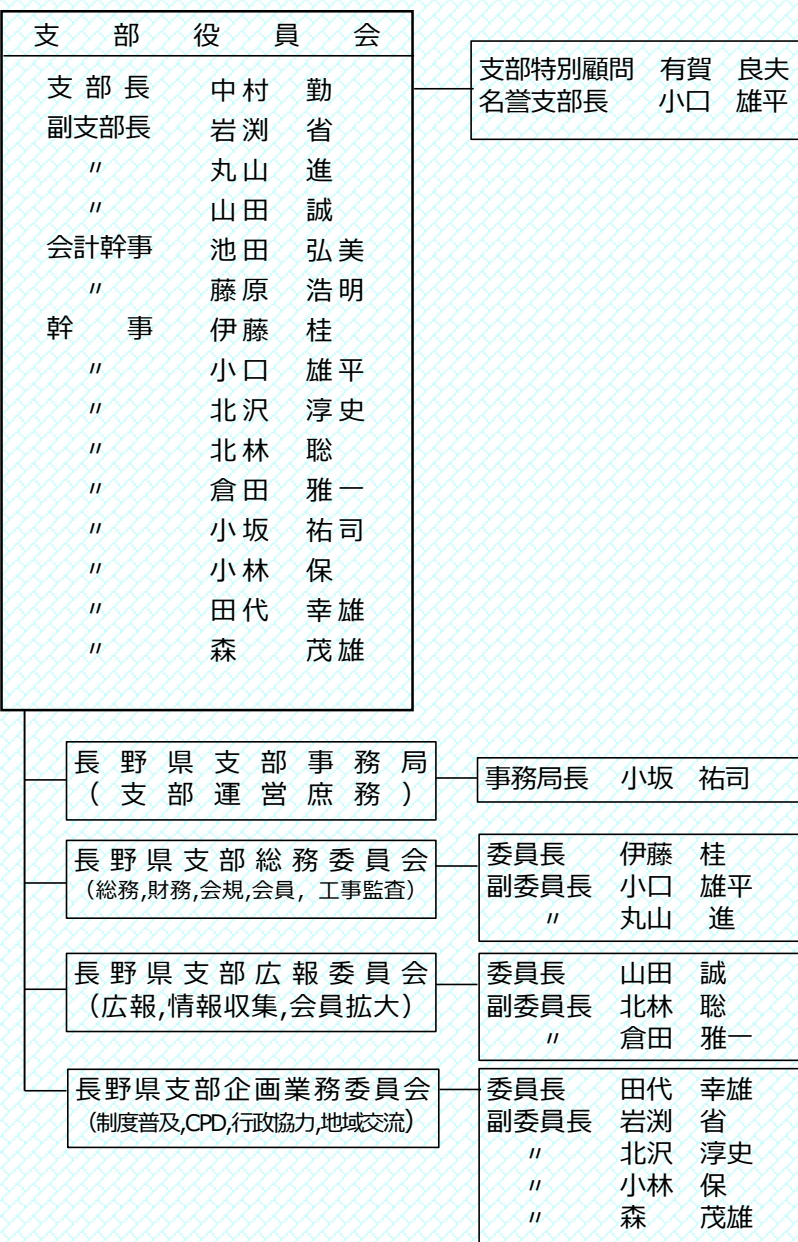 支部役員会
支部長 中村 勤
副支部長 岩渕 省
〃 丸山 進
〃 山田 誠
会計幹事 池田 弘美
〃 藤原 浩明
幹事 伊藤 桂
〃 小口 雄平
〃 北沢 淳史
〃 北林 聡
〃 倉田 雅一
〃 小坂 祐司
〃 小林 保
〃 田代 幸雄
〃 森 茂雄
支部特別顧問 有賀 良夫
名誉支部長 小口 雄平
長野県支部事務局
(支部運営庶務)
事務局長 小坂 祐司
長野県支部総務委員会
(総務,財務,会規,会員,工事監査)
委員長 伊藤 桂
副委員長 小口 雄平
〃 丸山 進
長野県支部広報委員会
(広報,情報収集,会員拡大)
委員長 山田 誠
副委員長 北林 聡
〃 倉田 雅一
長野県支部企画業務委員会
(制度普及,CPD,行政協力,地域交流)
委員長 田代 幸雄
副委員長 岩渕 省
〃 北沢 淳史
〃 小林 保
〃 森 茂雄